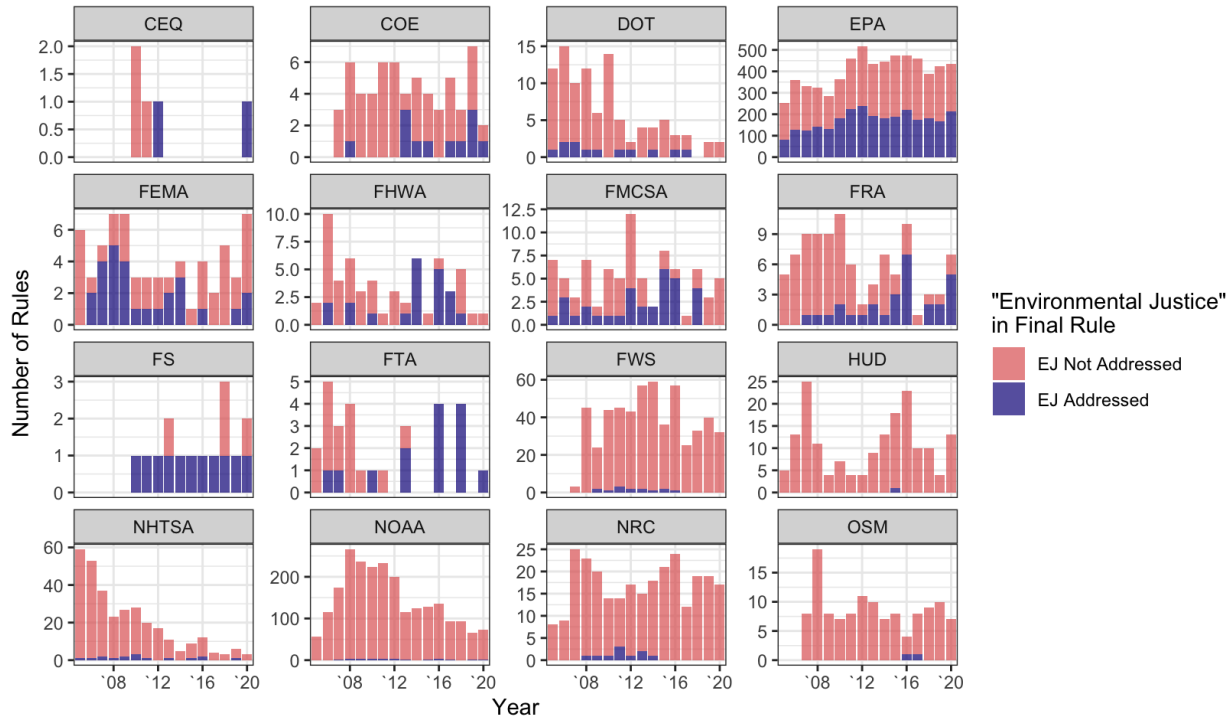 CEQ COE DOT EPA
2.0 1.5 1.0 0.5 0.0
6 4 2 0
15 10 5 0
500 400 300 200 100 0
FEMA FHWA FMCSA FRA
6 4 2 0
10.0 7.5 5.0 2.5 0.0
12.5 10.0 7.5 5.0 2.5 0.0
9 6 3 0
FS FTA FWS HUD
3 2 1 0
5 4 3 2 1 0
60 40 20 0
25 20 15 10 5 0
NHTSA NOAA NRC OSM
60 40 20 0
200 100 0
25 20 15 10 5 0
15 10 5 0
`08 `12 `16 `20 `08 `12 `16 `20 `08 `12 `16 `20 `08 `12 `16 `20
Year
Number of Rules
"Environmental Justice"
in Final Rule
EJ Not Addressed
EJ Addressed